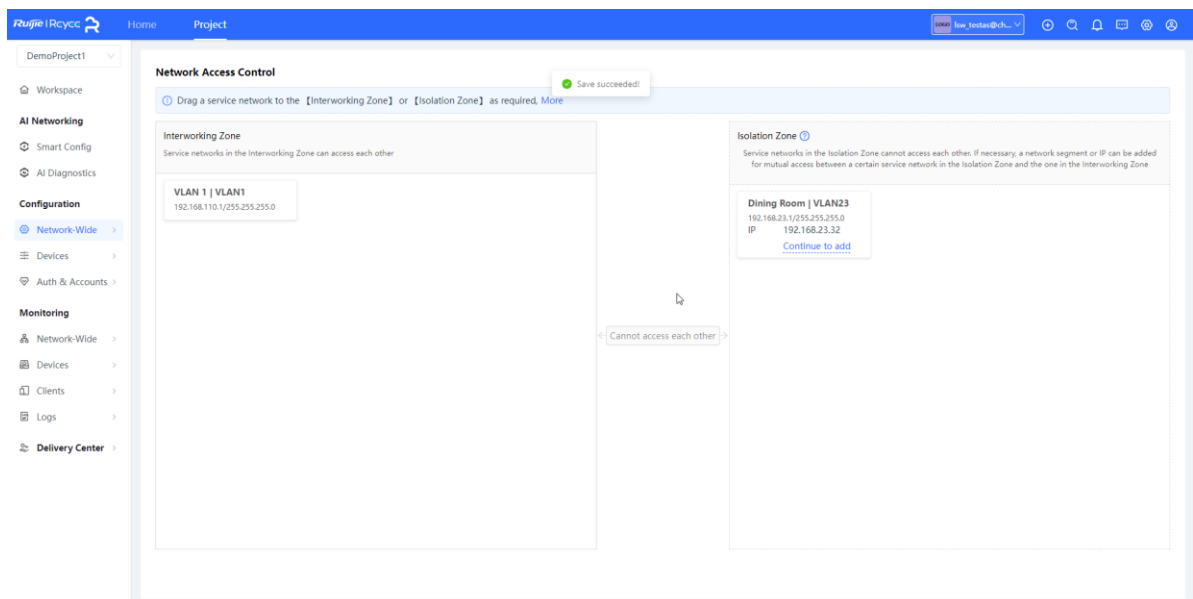 Ruijie | Rcycc Home Project LOGO lsw_testas@ch...
DemoProject1
Workspace
AI Networking
Smart Config
AI Diagnostics
Configuration
Network-Wide
Devices
Auth & Accounts
Monitoring
Network-Wide
Devices
Clients
Logs
Delivery Center
Network Access Control
Save succeeded!
Drag a service network to the 【Interworking Zone】 or 【Isolation Zone】 as required, More
Interworking Zone
Service networks in the Interworking Zone can access each other
VLAN 1 | VLAN1
192.168.110.1/255.255.255.0
Cannot access each other
Isolation Zone
Service networks in the Isolation Zone cannot access each other. If necessary, a network segment or IP can be added
for mutual access between a certain service network in the Isolation Zone and the one in the Interworking Zone
Dining Room | VLAN23
192.168.23.1/255.255.255.0
IP 192.168.23.32
Continue to add